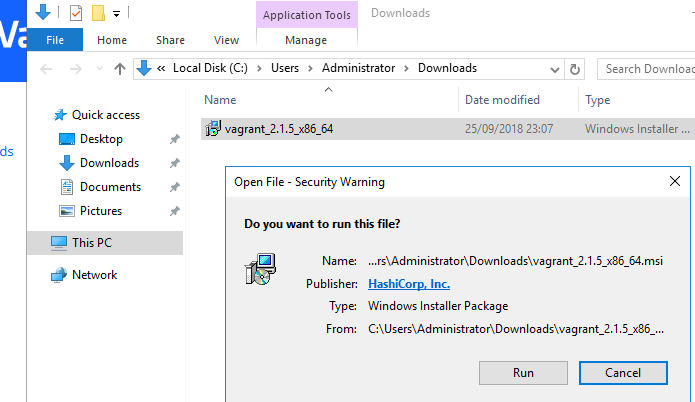 Application Tools Downloads
File Home Share View Manage
« Local Disk (C:) > Users > Administrator > Downloads
Search Downloa
Name Date modified Type
Quick access
vagrant_2.1.5_x86_64 25/09/2018 23:07 Windows Installer ...
Desktop
ds
Downloads
Documents
Pictures
This PC
Network
Open File - Security Warning
Do you want to run this file?
Name: ...rs\Administrator\Downloads\vagrant_2.1.5_x86_64.msi
Publisher: HashiCorp, Inc.
Type: Windows Installer Package
From: C:\Users\Administrator\Downloads\vagrant_2.1.5_x86_...
Run Cancel